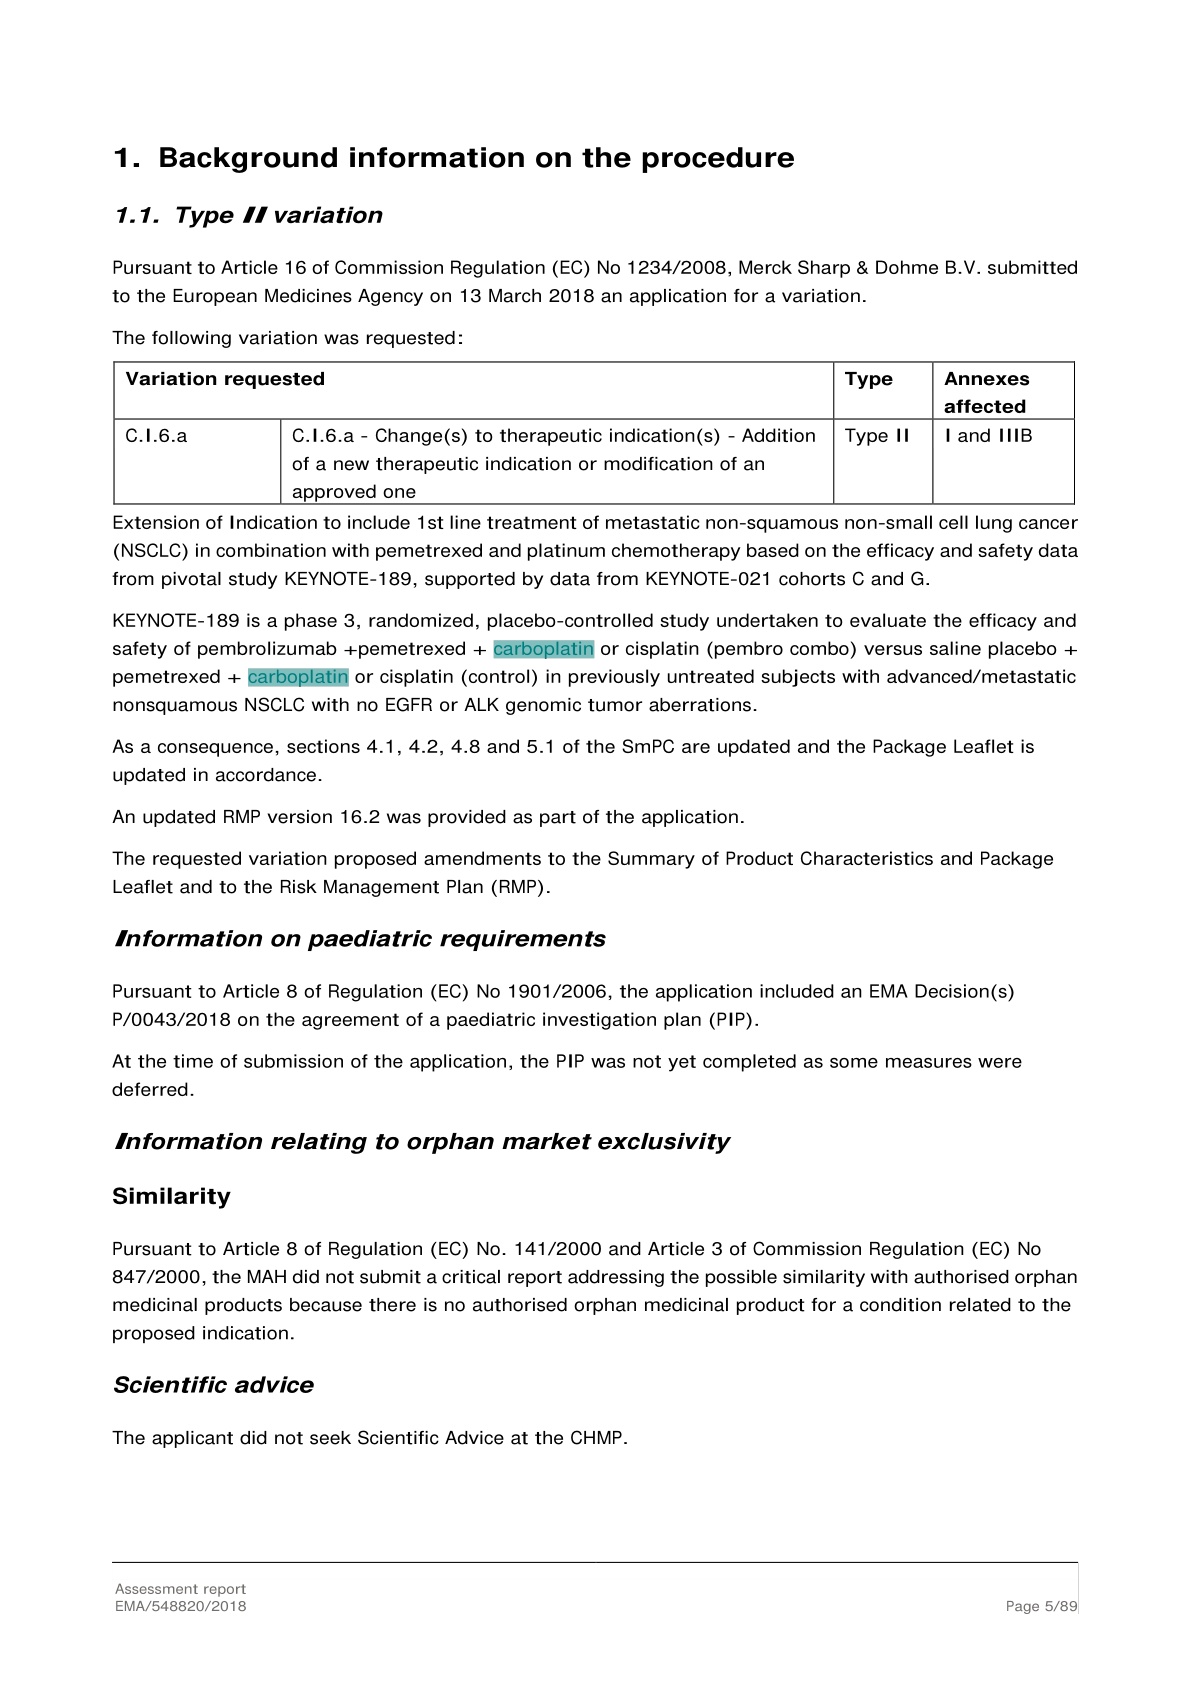 1. Background information on the procedure
1.1. Type II variation
Pursuant to Article 16 of Commission Regulation (EC) No 1234/2008, Merck Sharp & Dohme B.V. submitted
to the European Medicines Agency on 13 March 2018 an application for a variation.
The following variation was requested:
Variation requested Type Annexes
affected
C.I.6.a C.I.6.a - Change(s) to therapeutic indication(s) - Addition Type II I and IIIB
of a new therapeutic indication or modification of an
approved one
Extension of Indication to include 1st line treatment of metastatic non-squamous non-small cell lung cancer
(NSCLC) in combination with pemetrexed and platinum chemotherapy based on the efficacy and safety data
from pivotal study KEYNOTE-189, supported by data from KEYNOTE-021 cohorts C and G.
KEYNOTE-189 is a phase 3, randomized, placebo-controlled study undertaken to evaluate the efficacy and
safety of pembrolizumab +pemetrexed + carboplatin or cisplatin (pembro combo) versus saline placebo +
pemetrexed + carboplatin or cisplatin (control) in previously untreated subjects with advanced/metastatic
nonsquamous NSCLC with no EGFR or ALK genomic tumor aberrations.
As a consequence, sections 4.1, 4.2, 4.8 and 5.1 of the SmPC are updated and the Package Leaflet is
updated in accordance.
An updated RMP version 16.2 was provided as part of the application.
The requested variation proposed amendments to the Summary of Product Characteristics and Package
Leaflet and to the Risk Management Plan (RMP).
Information on paediatric requirements
Pursuant to Article 8 of Regulation (EC) No 1901/2006, the application included an EMA Decision(s)
P/0043/2018 on the agreement of a paediatric investigation plan (PIP).
At the time of submission of the application, the PIP was not yet completed as some measures were
deferred.
Information relating to orphan market exclusivity
Similarity
Pursuant to Article 8 of Regulation (EC) No. 141/2000 and Article 3 of Commission Regulation (EC) No
847/2000, the MAH did not submit a critical report addressing the possible similarity with authorised orphan
medicinal products because there is no authorised orphan medicinal product for a condition related to the
proposed indication.
Scientific advice
The applicant did not seek Scientific Advice at the CHMP.
Assessment report
EMA/548820/2018 Page 5/89